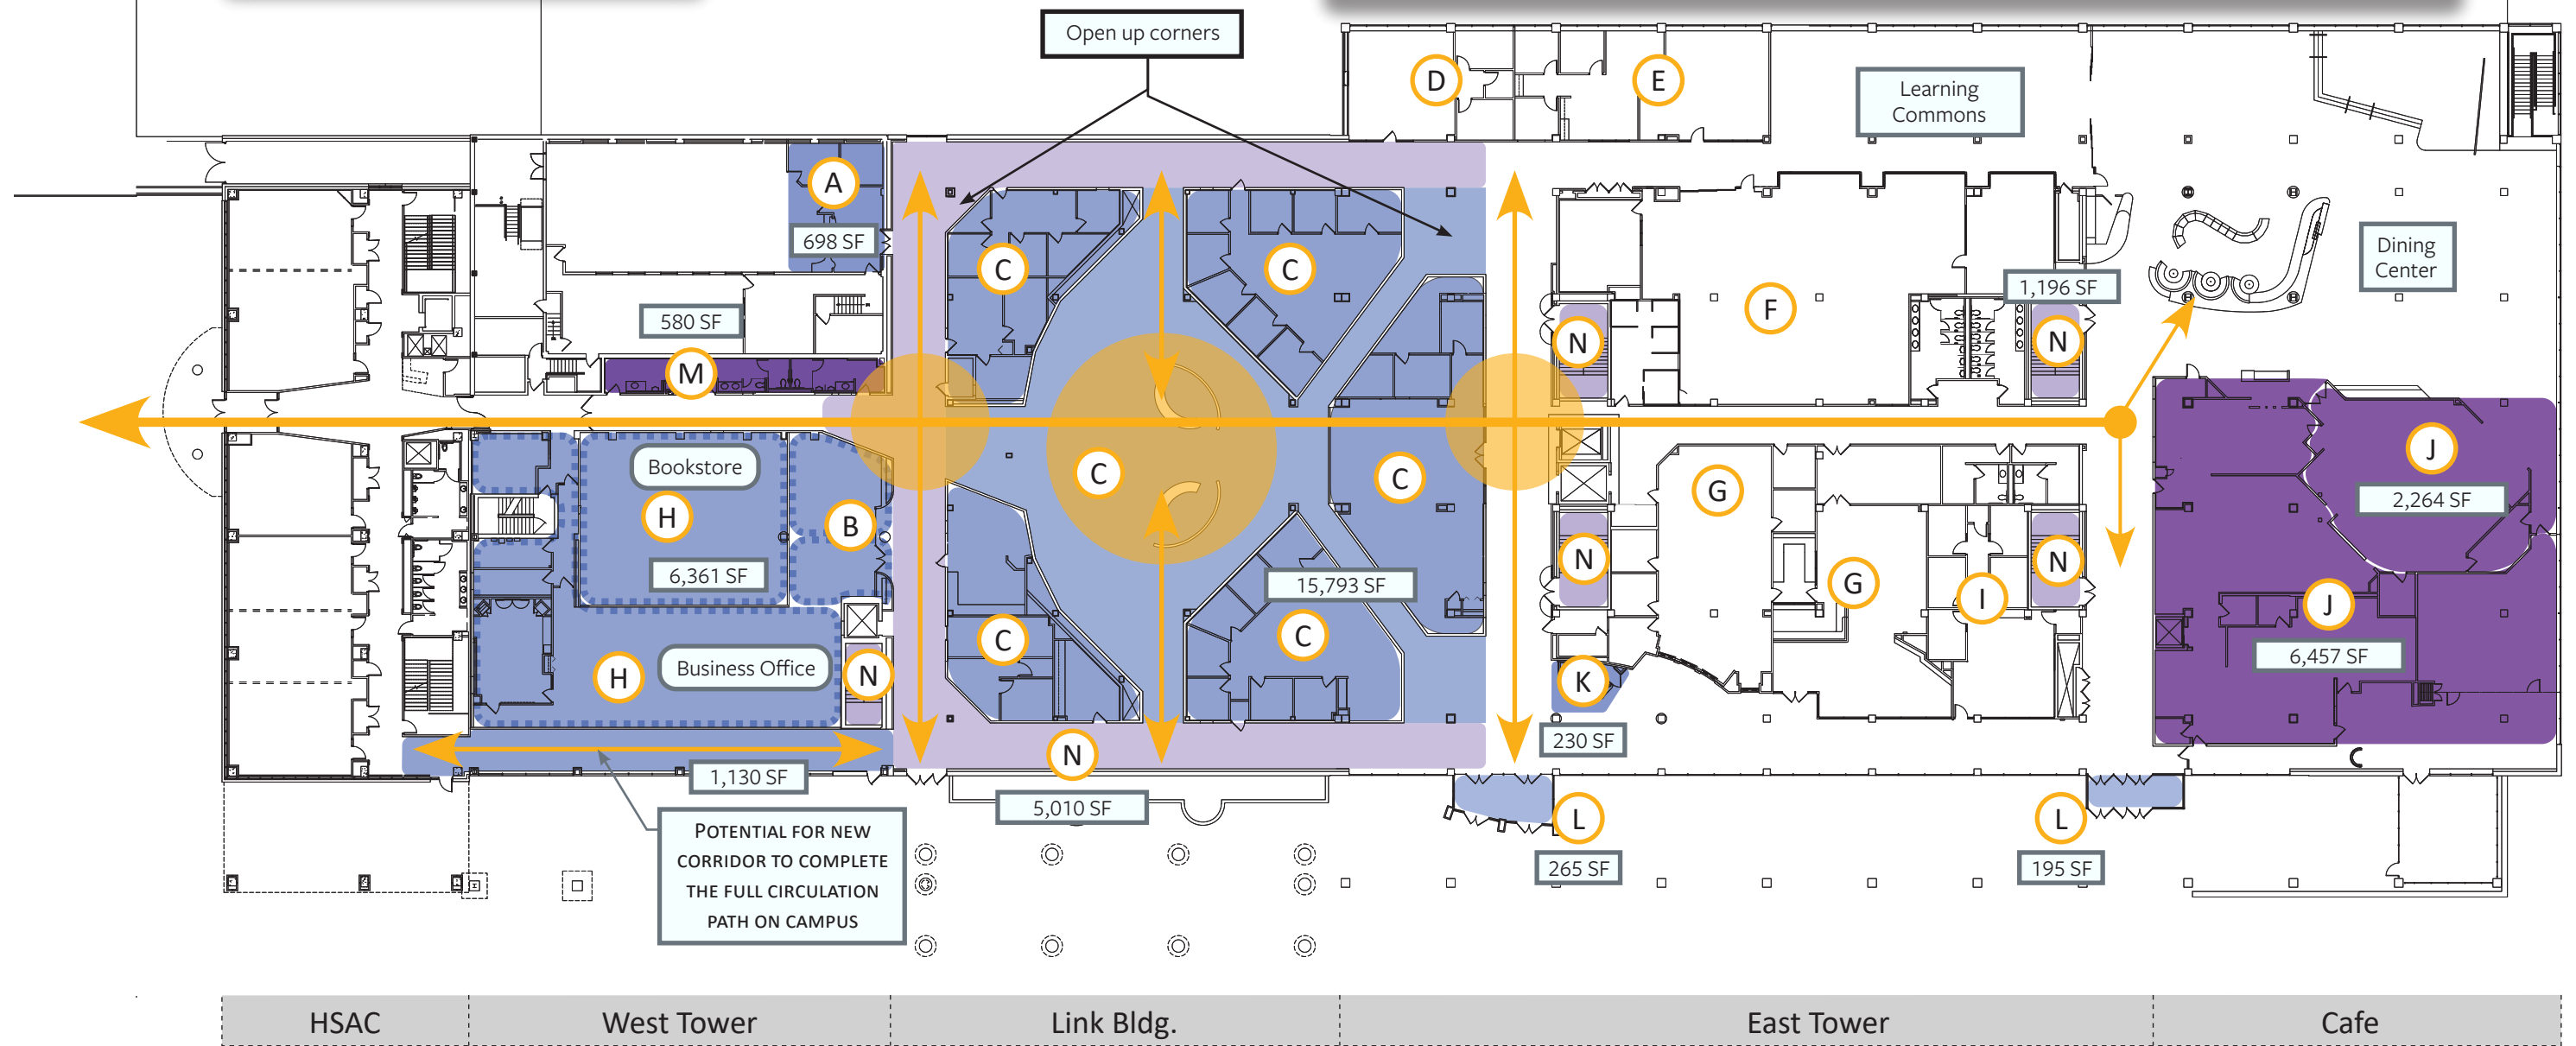 Open up corners
D
E
Learning
Commons
A
698 SF
C
C
Dining
Center
1,196 SF
F
580 SF
N
N
M
J
2,264 SF
Bookstore
H
B
C
C
G
6,361 SF
15,793 SF
N
N
G
I
J
6,457 SF
C
C
H
Business Office
N
K
230 SF
N
1,130 SF
5,010 SF
L
265 SF
L
195 SF
POTENTIAL FOR NEW
CORRIDOR TO COMPLETE
THE FULL CIRCULATION
PATH ON CAMPUS
HSAC
West Tower
Link Bldg.
East Tower
Cafe